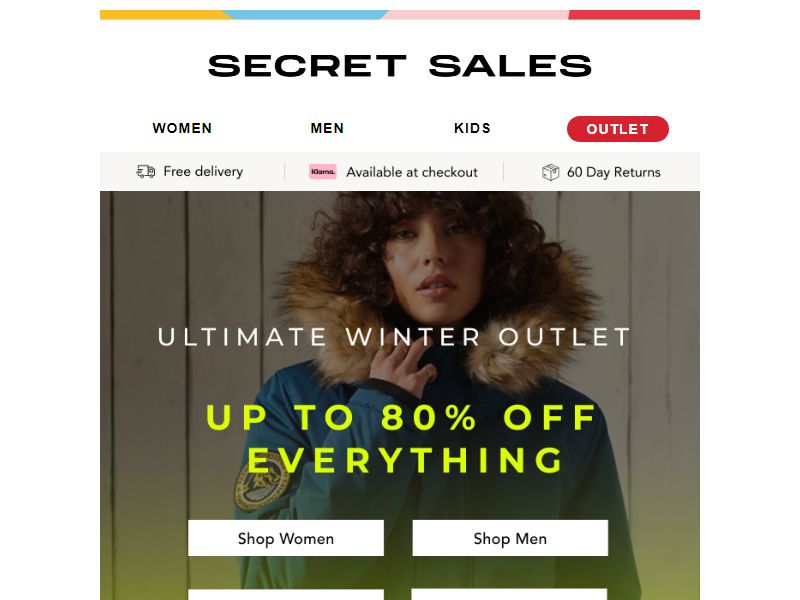 SECRET SALES
WOMEN MEN KIDS OUTLET
Free delivery Klarna. Available at checkout 60 Day Returns
ULTIMATE WINTER OUTLET
UP TO 80% OFF
EVERYTHING
Shop Women Shop Men